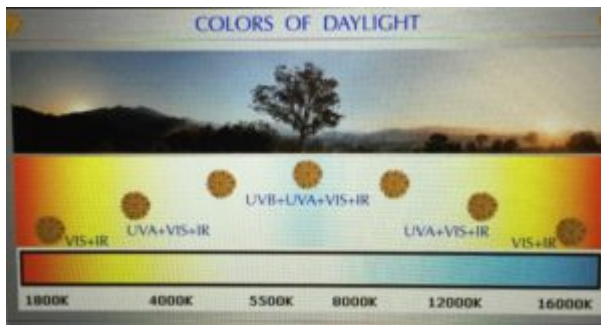 COLORS OF DAYLIGHT
UVB+UVA+VIS+IR
UVA+VIS+IR
UVA+VIS+IR
VIS+IR
VIS+IR
1800K 4000K 5500K 8000K 12000K 16000K